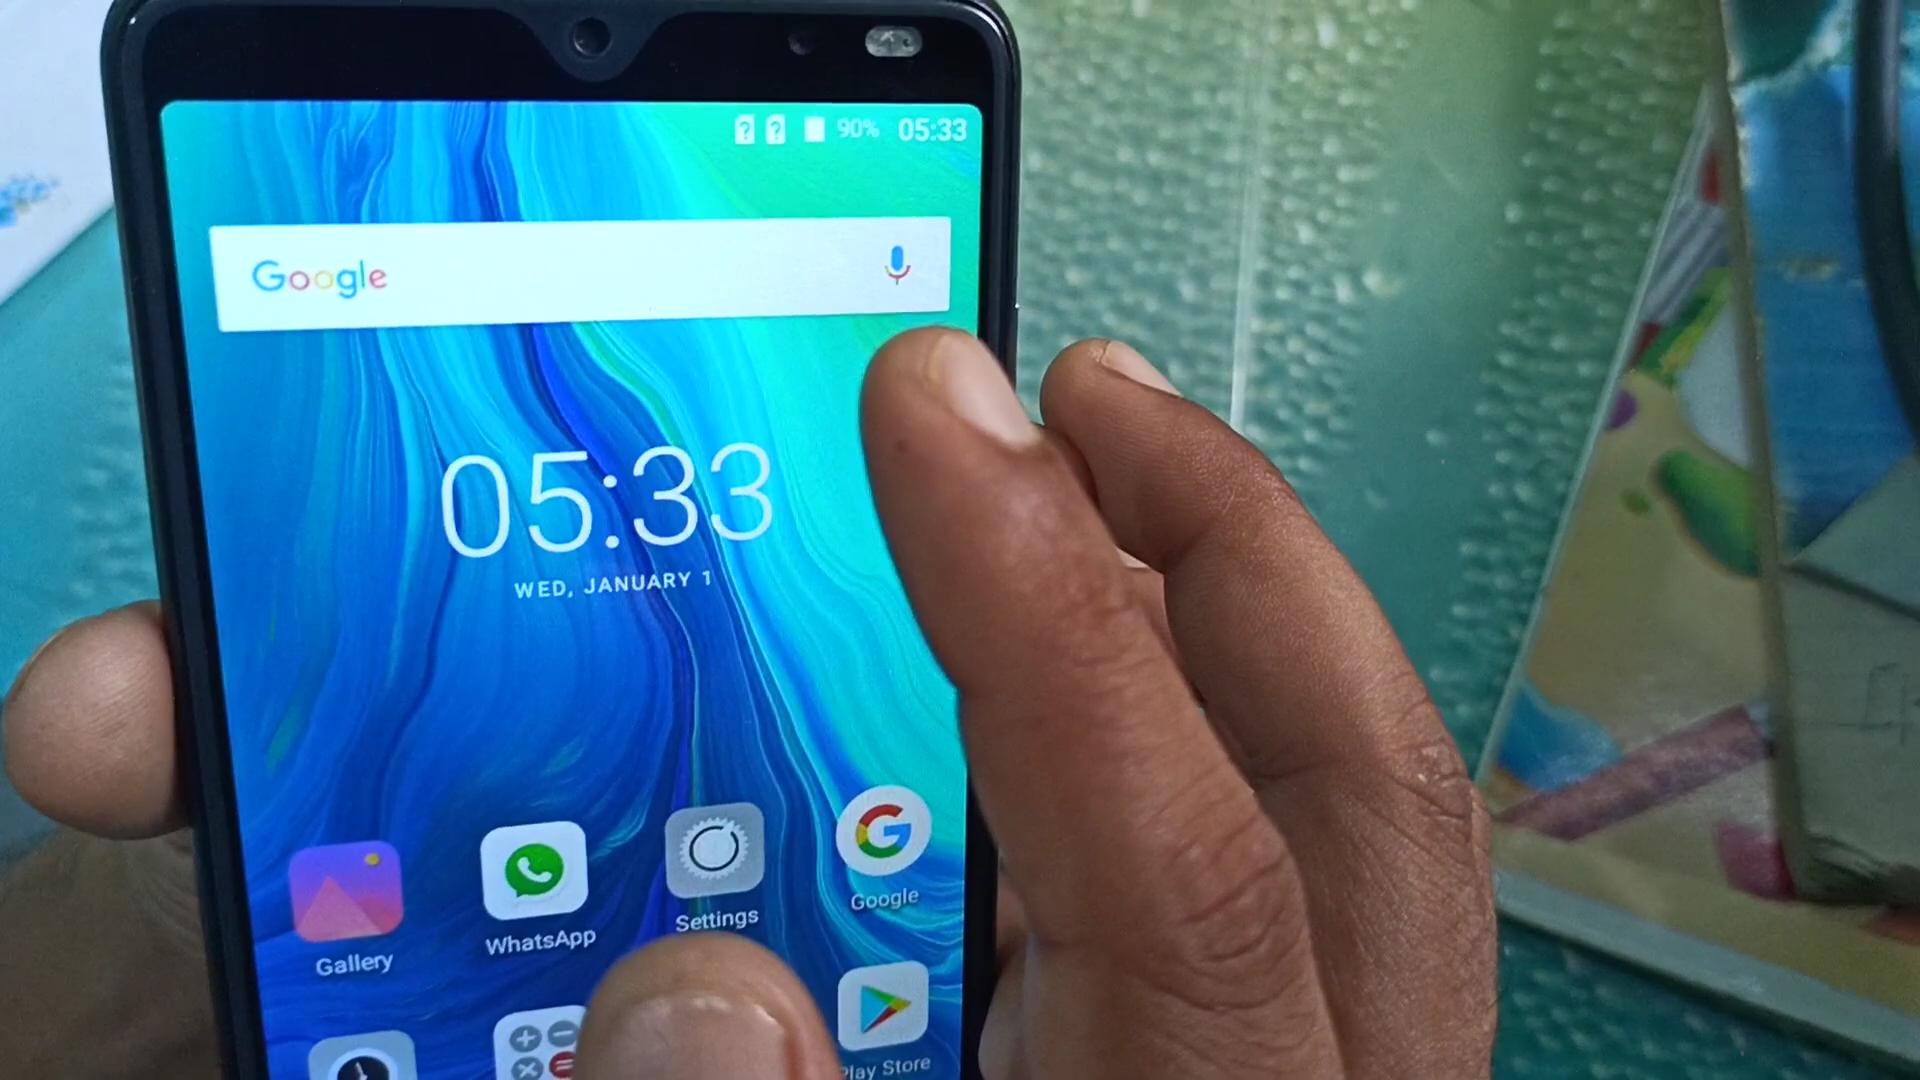 90% 05:33
Google
05:33
WED, JANUARY 1
Gallery WhatsApp Settings Google
Play Store